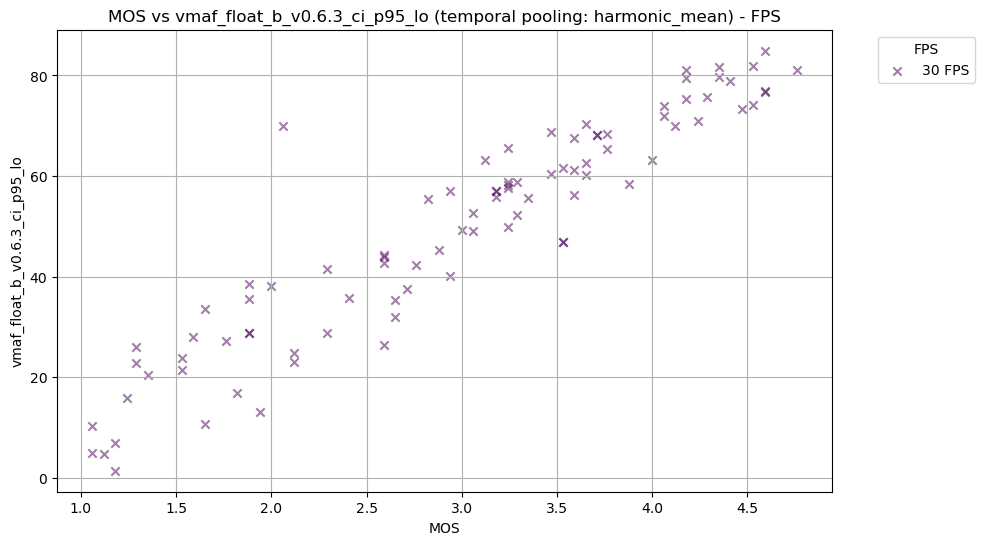 MOS vs vmaf_float_b_v0.6.3_ci_p95_lo (temporal pooling: harmonic_mean) - FPS
FPS
30 FPS
vmaf_float_b_v0.6.3_ci_p95_lo
80
60
40
20
0
1.0 1.5 2.0 2.5 3.0 3.5 4.0 4.5
MOS